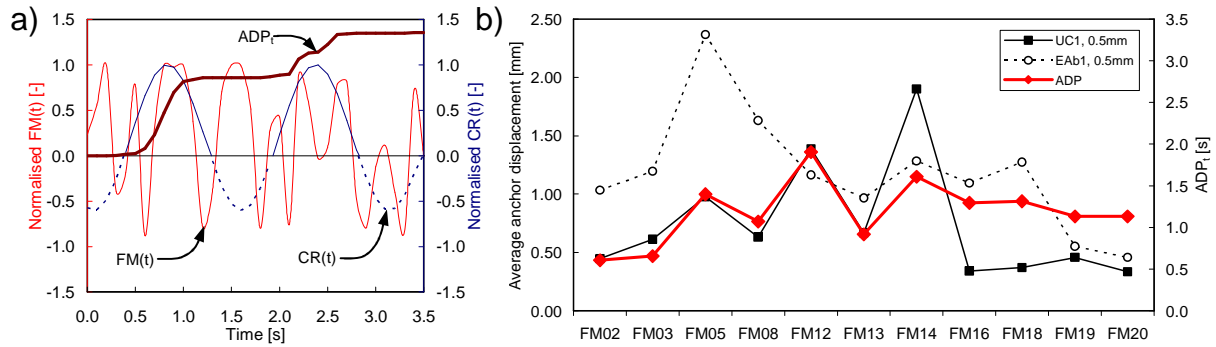 a)
Normalised FM(t) [-]
1.5
1.0
0.5
0.0
-0.5
-1.0
-1.5
ADPt
FM(t)
CR(t)
1.5
1.0
0.5
0.0
-0.5
-1.0
-1.5
Normalised CR(t) [-]
0.0 0.5 1.0 1.5 2.0 2.5 3.0 3.5
Time [s]
b)
Average anchor displacement [mm]
2.50
2.00
1.50
1.00
0.50
0.00
UC1, 0.5mm
EAb1, 0.5mm
ADP
3.5
3.0
2.5
2.0
1.5
1.0
0.5
0.0
ADPt [s]
FM02 FM03 FM05 FM08 FM12 FM13 FM14 FM16 FM18 FM19 FM20